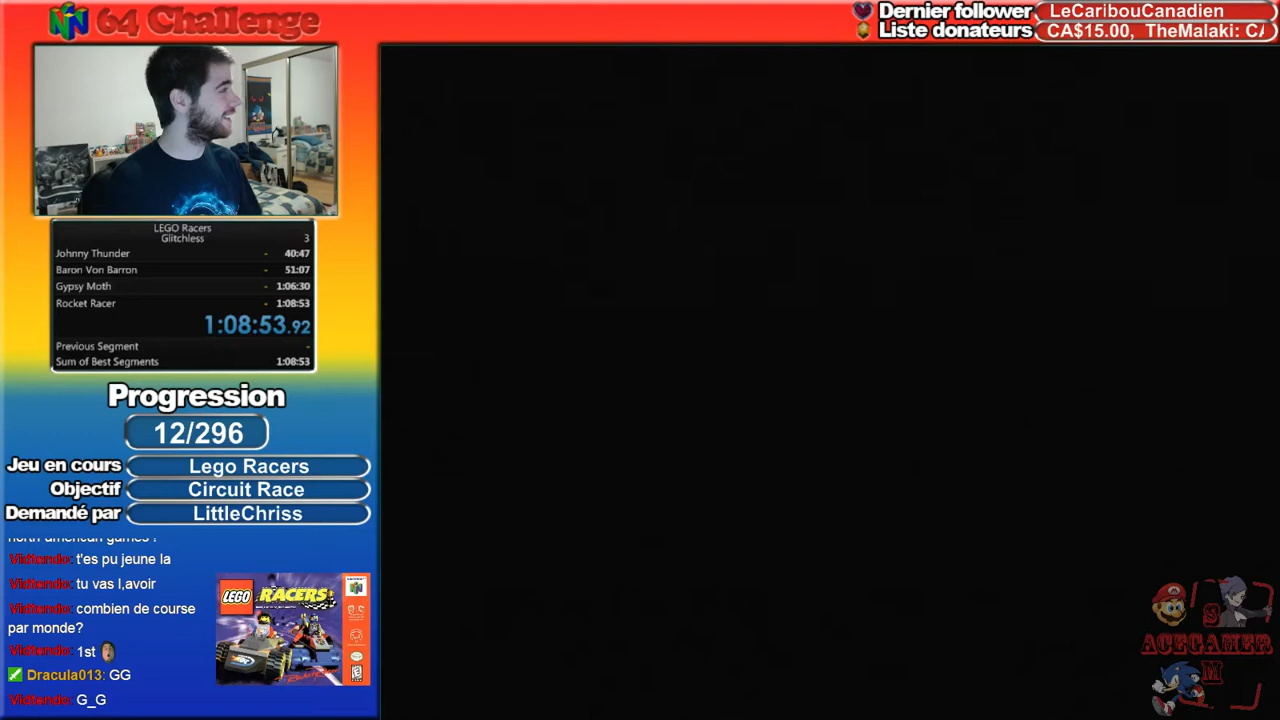 64 Challenge
Dernier follower
LeCaribouCanadien
Liste donateurs
CA$15.00, TheMalaki: CA
LEGO Racers
Glitchless
3
Johnny Thunder - 40:47
Baron Von Barron - 51:07
Gypsy Moth - 1:06:30
Rocket Racer - 1:08:53
1:08:53.92
Previous Segment -
Sum of Best Segments 1:08:53
Progression
12/296
Jeu en cours Lego Racers
Objectif Circuit Race
Demandé par LittleChriss
north american games ?
Vidtendo: t'es pu jeune la
Vidtendo: tu vas l,avoir
Vidtendo: combien de course
par monde?
Vidtendo: 1st
Dracula013: GG
Vidtendo: G_G
LEGO RACERS
S
ACEGAMER
M